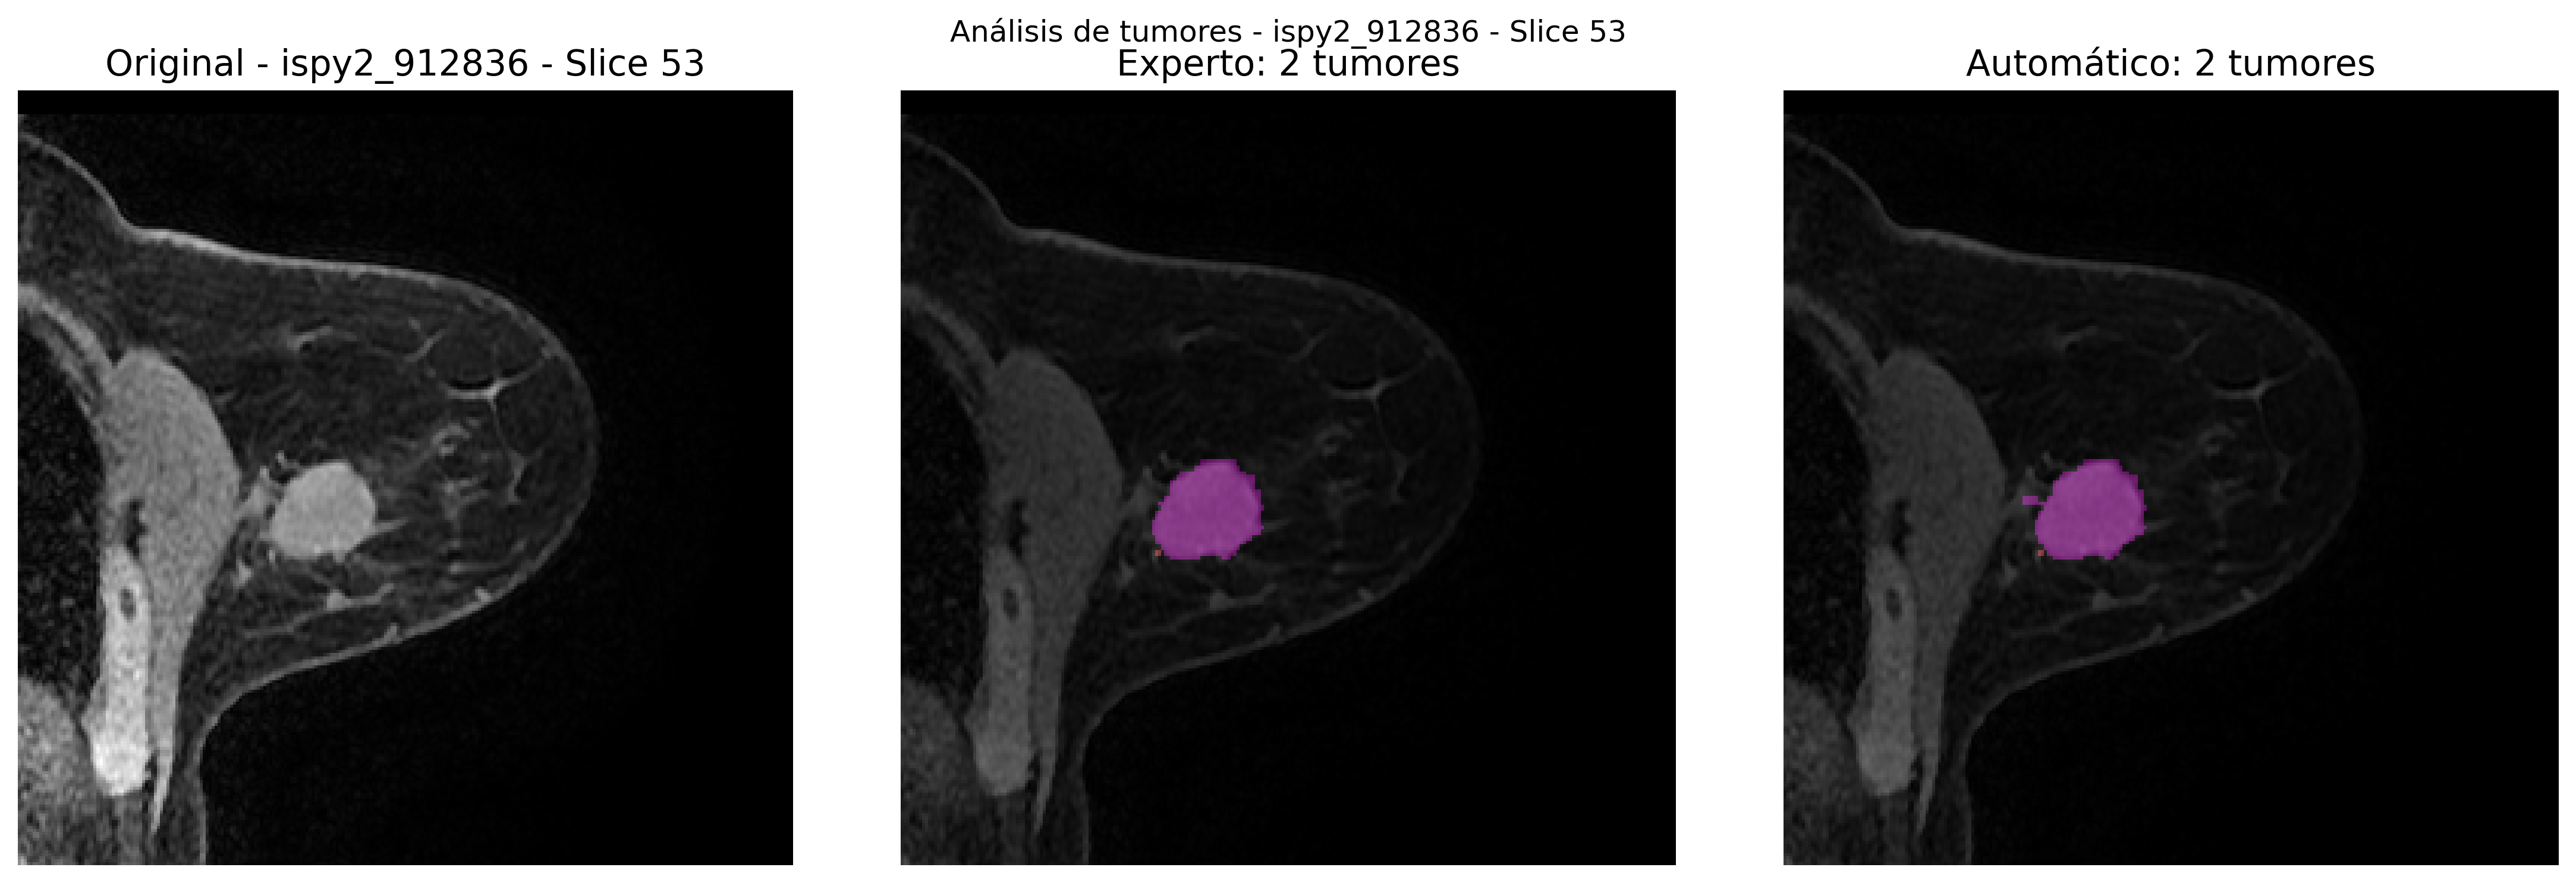 Análisis de tumores - ispy2_912836 - Slice 53
Original - ispy2_912836 - Slice 53
Experto: 2 tumores
Automático: 2 tumores